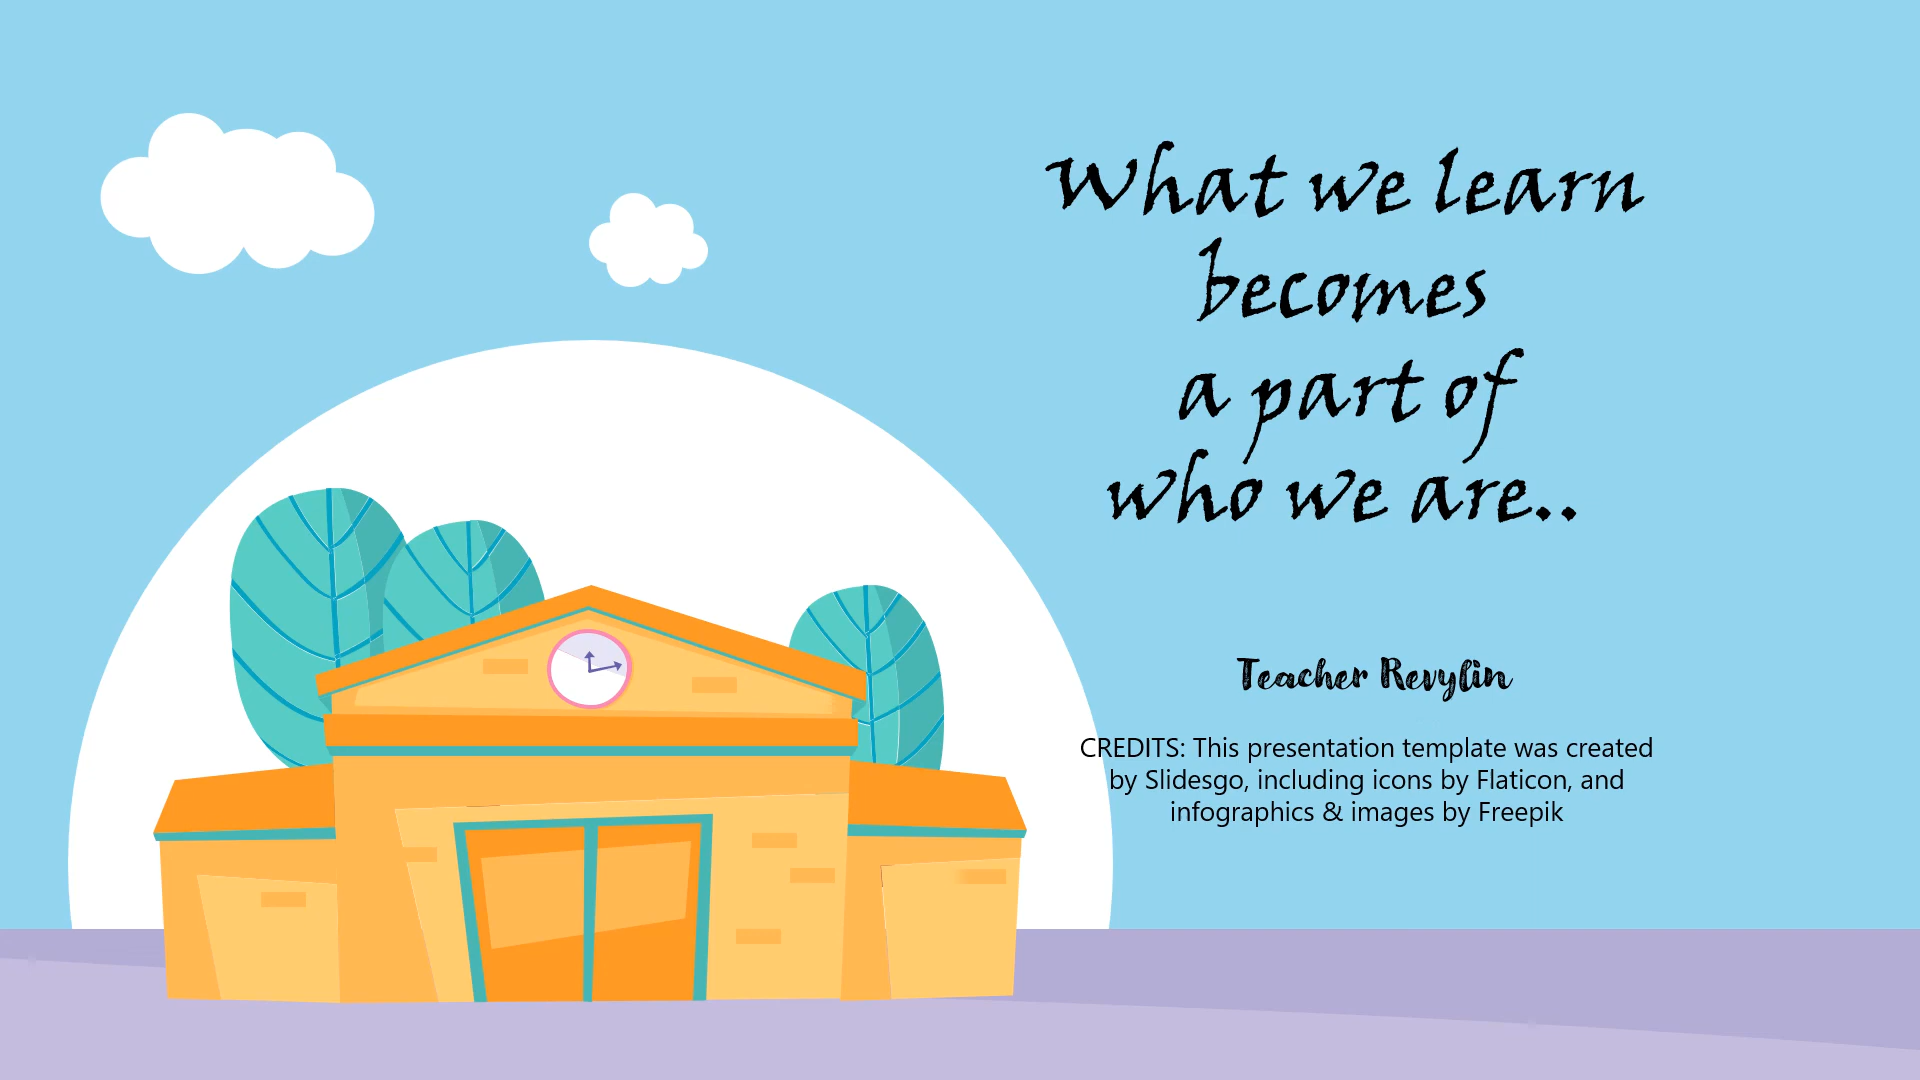 What we learn
becomes
a part of
who we are..
Teacher Revylin
CREDITS: This presentation template was created
by Slidesgo, including icons by Flaticon, and
infographics & images by Freepik